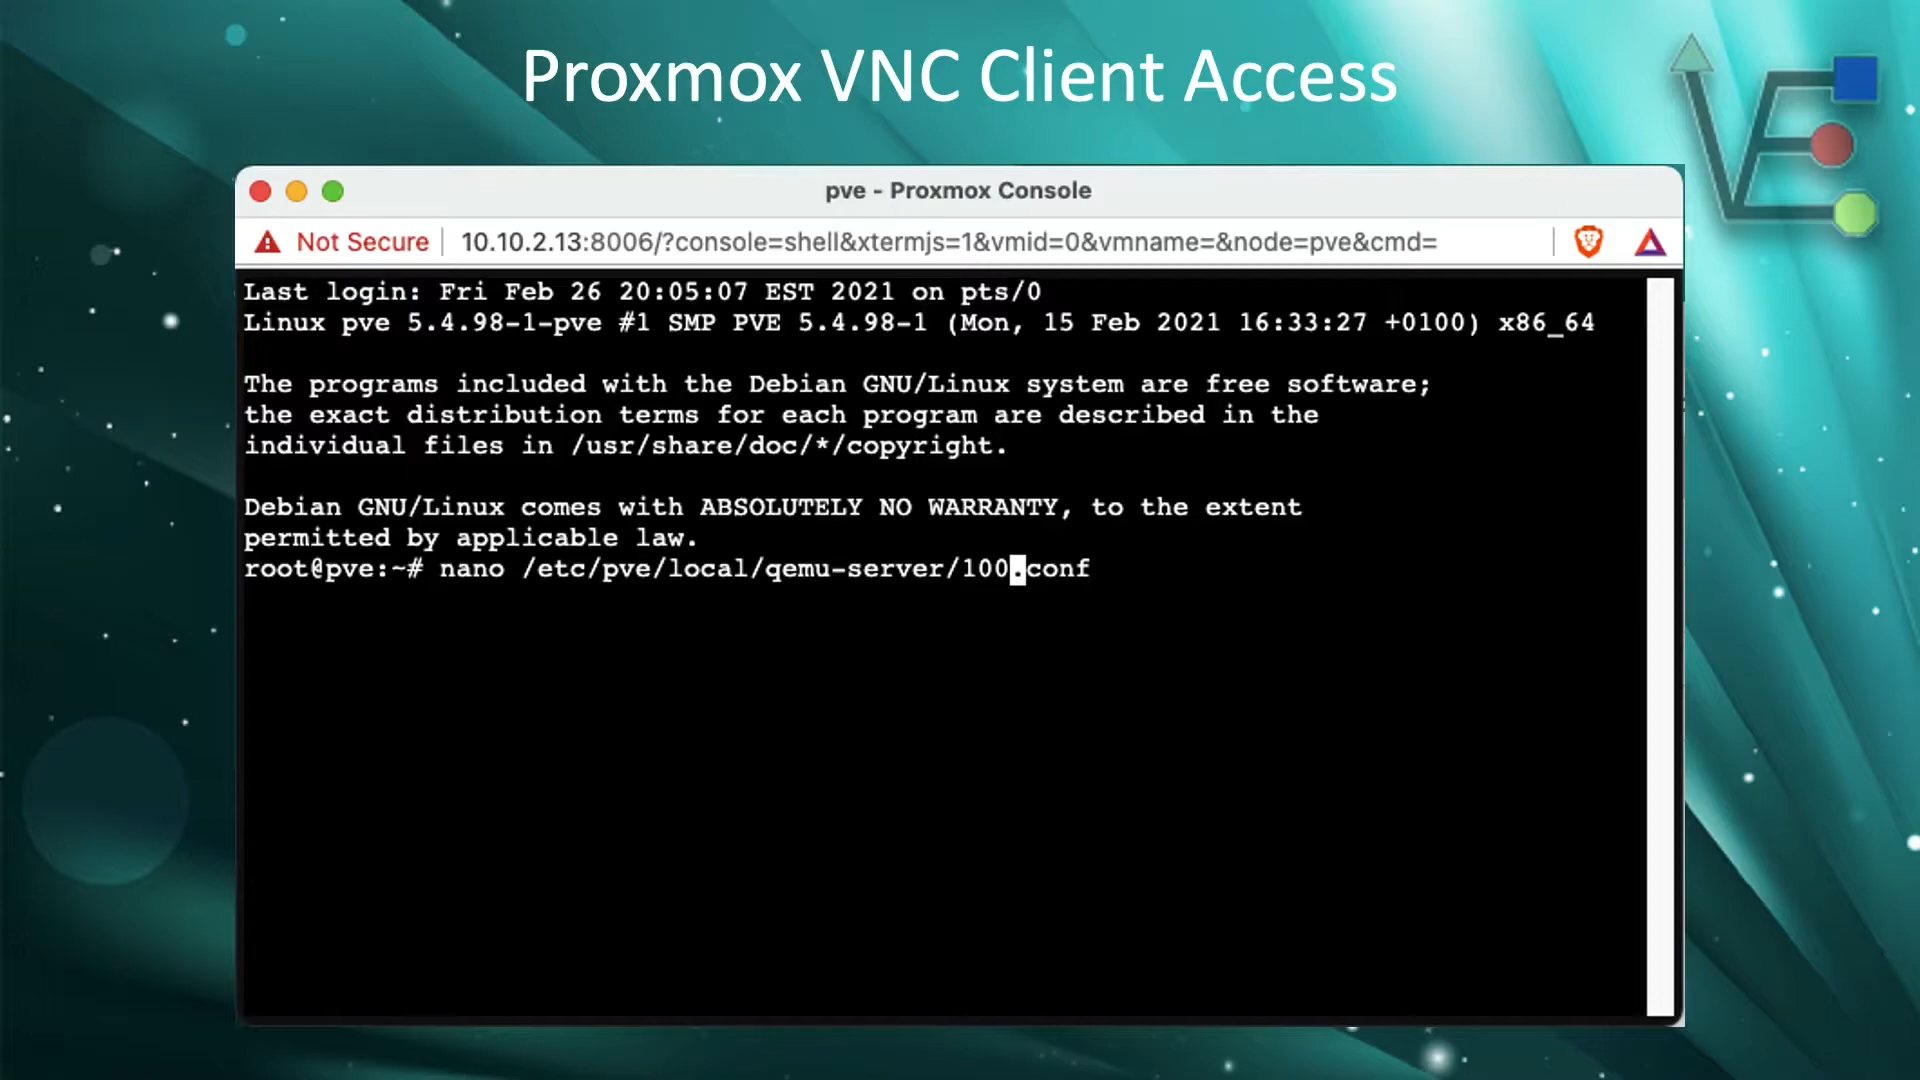 Proxmox VNC Client Access
pve - Proxmox Console
Not Secure 10.10.2.13:8006/?console=shell&xtermjs=1&vmid=0&vmname=&node=pve&cmd=
Last login: Fri Feb 26 20:05:07 EST 2021 on pts/0
Linux pve 5.4.98-1-pve #1 SMP PVE 5.4.98-1 (Mon, 15 Feb 2021 16:33:27 +0100) x86_64
The programs included with the Debian GNU/Linux system are free software;
the exact distribution terms for each program are described in the
individual files in /usr/share/doc/*/copyright.
Debian GNU/Linux comes with ABSOLUTELY NO WARRANTY, to the extent
permitted by applicable law.
root@pve:~# nano /etc/pve/local/qemu-server/100.conf
VE